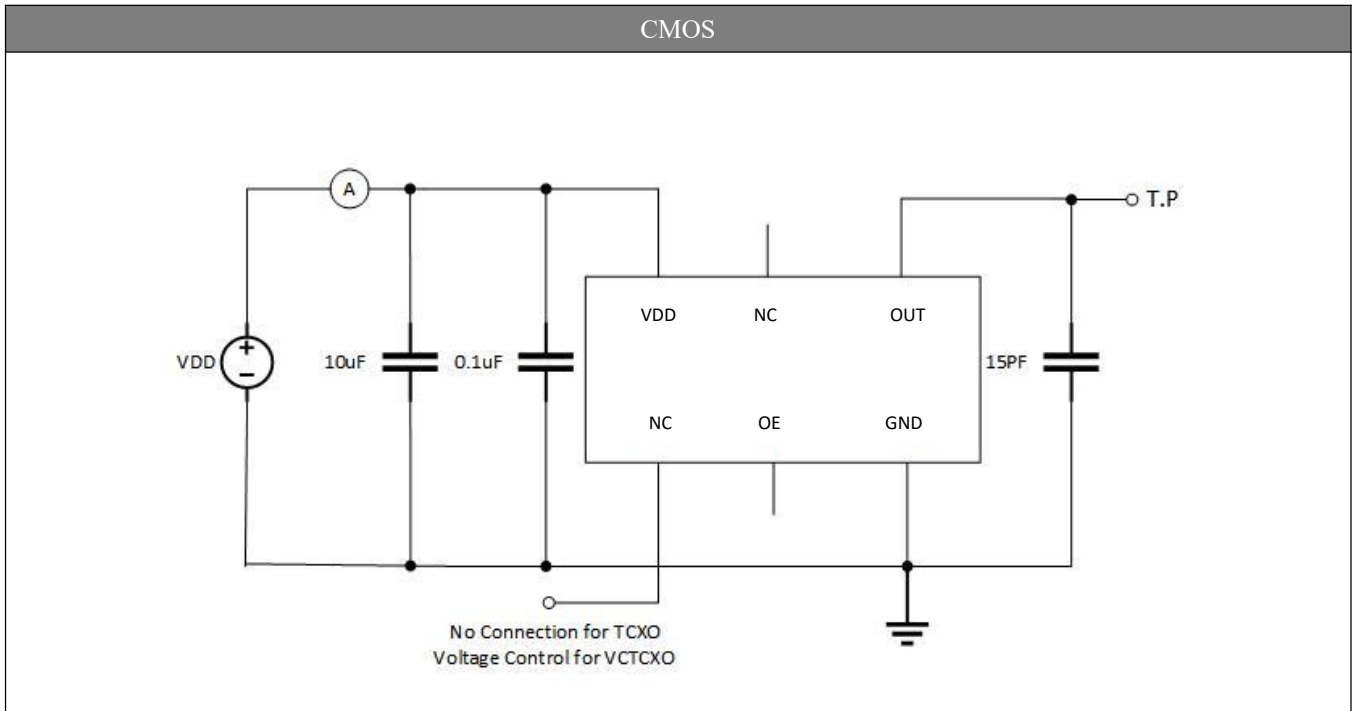 CMOS
A
T.P
VDD
NC
OUT
VDD
+
-
10uF
0.1uF
15PF
NC
OE
GND
No Connection for TCXO
Voltage Control for VCTCXO